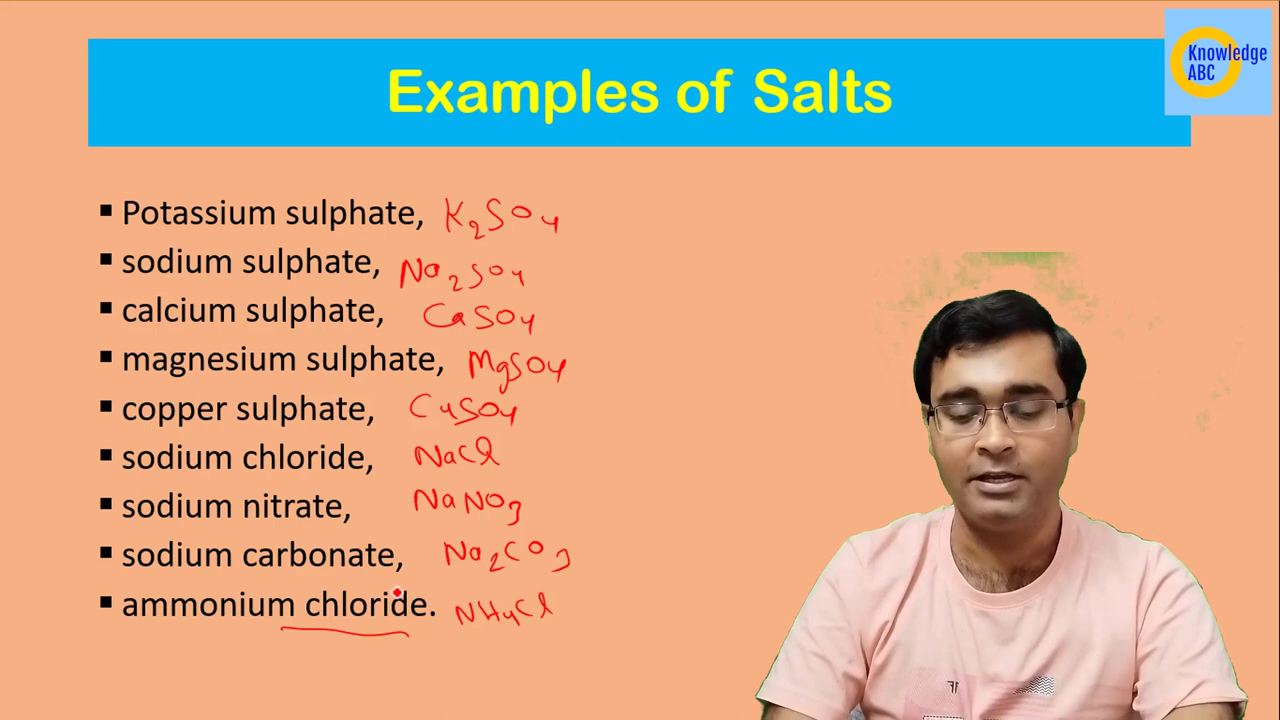 Knowledge
ABC
Examples of Salts
▪ Potassium sulphate, K2SO4
▪ sodium sulphate, Na2SO4
▪ calcium sulphate, CaSO4
▪ magnesium sulphate, MgSO4
▪ copper sulphate, CuSO4
▪ sodium chloride, NaCl
▪ sodium nitrate, NaNO3
▪ sodium carbonate, Na2CO3
▪ ammonium chloride. NH4Cl